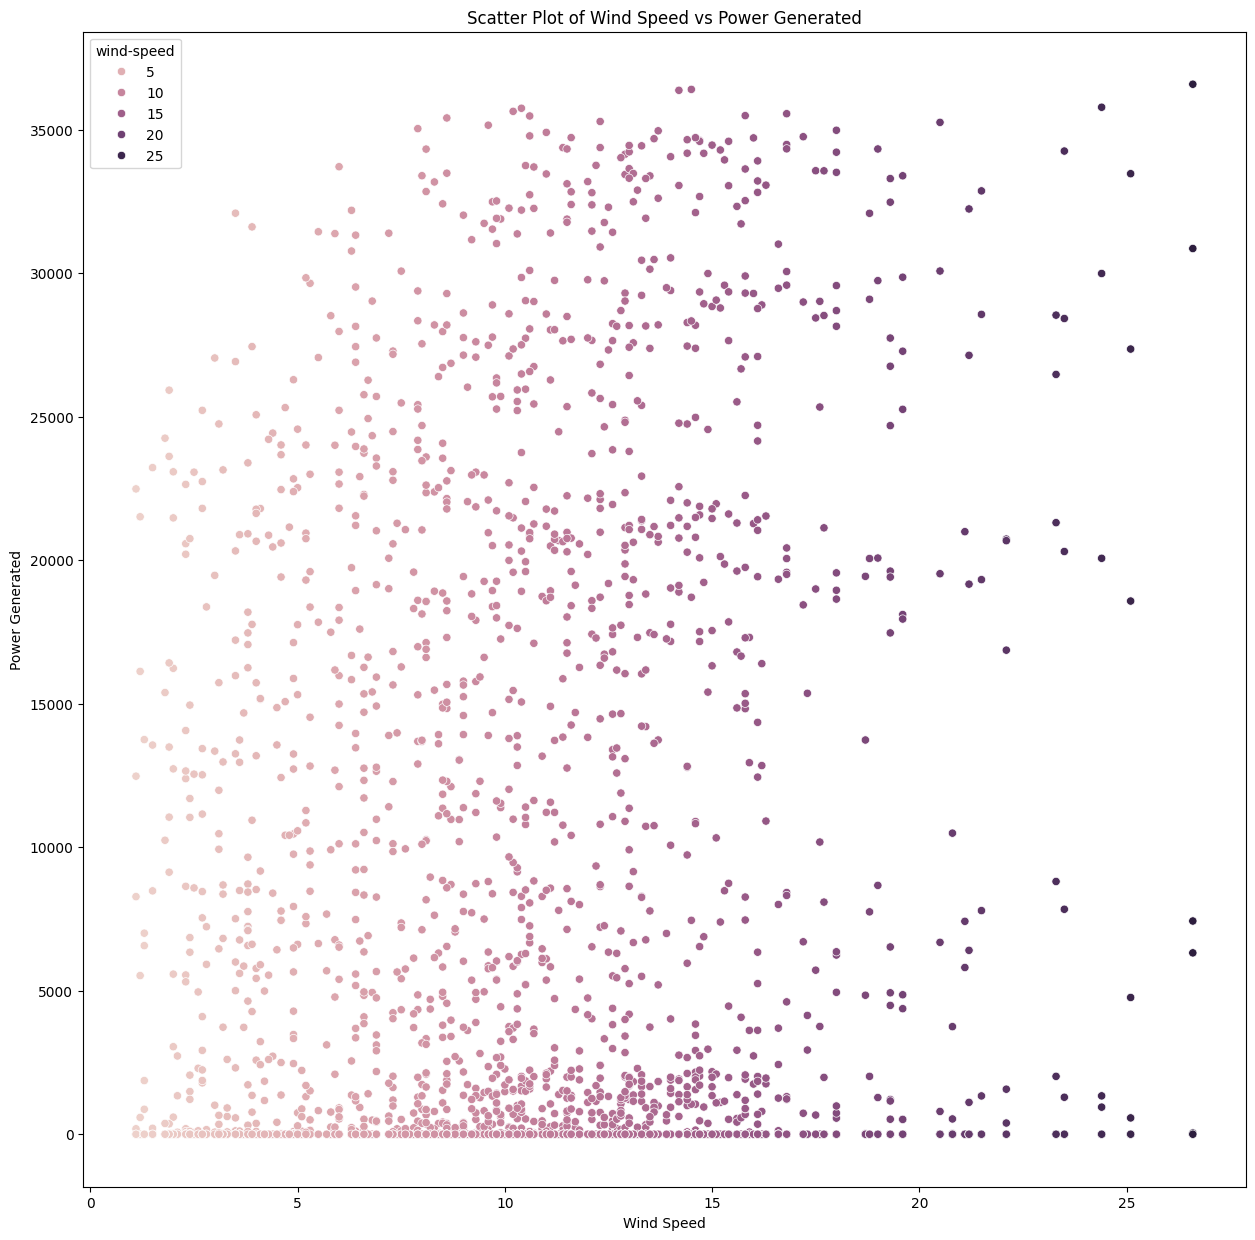 Scatter Plot of Wind Speed vs Power Generated
wind-speed
5
10
15
20
25
35000
30000
25000
20000
15000
10000
5000
0
Power Generated
0 5 10 15 20 25
Wind Speed